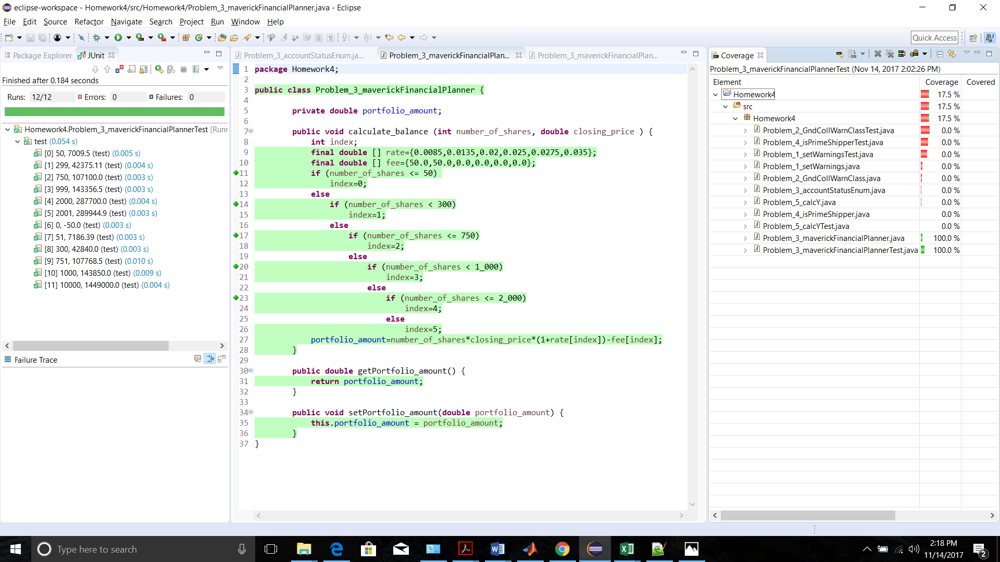 eclipse-workspace - Homework4/src/Homework4/Problem_3_maverickFinancialPlanner.java - Eclipse
File Edit Source Refactor Navigate Search Project Run Window Help
Quick Access
Package Explorer JUnit
Finished after 0.184 seconds
Runs: 12/12 Errors: 0 Failures: 0
Homework4.Problem_3_maverickFinancialPlannerTest [Runr
test (0.054 s)
[0] 50, 7009.5 (test) (0.005 s)
[1] 299, 42375.11 (test) (0.004 s)
[2] 750, 107100.0 (test) (0.003 s)
[3] 999, 143356.5 (test) (0.003 s)
[4] 2000, 287700.0 (test) (0.004 s)
[5] 2001, 289944.9 (test) (0.003 s)
[6] 0, -50.0 (test) (0.003 s)
[7] 51, 7186.39 (test) (0.003 s)
[8] 300, 42840.0 (test) (0.003 s)
[9] 751, 107768.5 (test) (0.010 s)
[10] 1000, 143850.0 (test) (0.009 s)
[11] 10000, 1449000.0 (test) (0.004 s)
Failure Trace
Problem_3_accountStatusEnum.ja... Problem_3_maverickFinancialPlan... Problem_3_maverickFinancialPlan...
1 package Homework4;
2
3 public class Problem_3_maverickFinancialPlanner {
4
5 private double portfolio_amount;
6
7 public void calculate_balance (int number_of_shares, double closing_price ) {
8 int index;
9 final double [] rate={0.0085,0.0135,0.02,0.025,0.0275,0.035};
10 final double [] fee={50.0,50.0,0.0,0.0,0.0,0.0};
11 if (number_of_shares <= 50)
12 index=0;
13 else
14 if (number_of_shares < 300)
15 index=1;
16 else
17 if (number_of_shares <= 750)
18 index=2;
19 else
20 if (number_of_shares < 1_000)
21 index=3;
22 else
23 if (number_of_shares <= 2_000)
24 index=4;
25 else
26 index=5;
27 portfolio_amount=number_of_shares*closing_price*(1+rate[index])-fee[index];
28 }
29
30 public double getPortfolio_amount() {
31 return portfolio_amount;
32 }
33
34 public void setPortfolio_amount(double portfolio_amount) {
35 this.portfolio_amount = portfolio_amount;
36 }
37 }
Coverage
Problem_3_maverickFinancialPlannerTest (Nov 14, 2017 2:02:26 PM)
Element Coverage Covered
Homework4 17.5 %
src 17.5 %
Homework4 17.5 %
Problem_2_GndCollWarnClassTest.java 0.0 %
Problem_4_isPrimeShipperTest.java 0.0 %
Problem_1_setWarningsTest.java 0.0 %
Problem_1_setWarnings.java 0.0 %
Problem_2_GndCollWarnClass.java 0.0 %
Problem_3_accountStatusEnum.java 0.0 %
Problem_5_calcY.java 0.0 %
Problem_4_isPrimeShipper.java 0.0 %
Problem_5_calcYTest.java 0.0 %
Problem_3_maverickFinancialPlanner.java 100.0 %
Problem_3_maverickFinancialPlannerTest.java 100.0 %
Type here to search
2:18 PM
11/14/2017
2